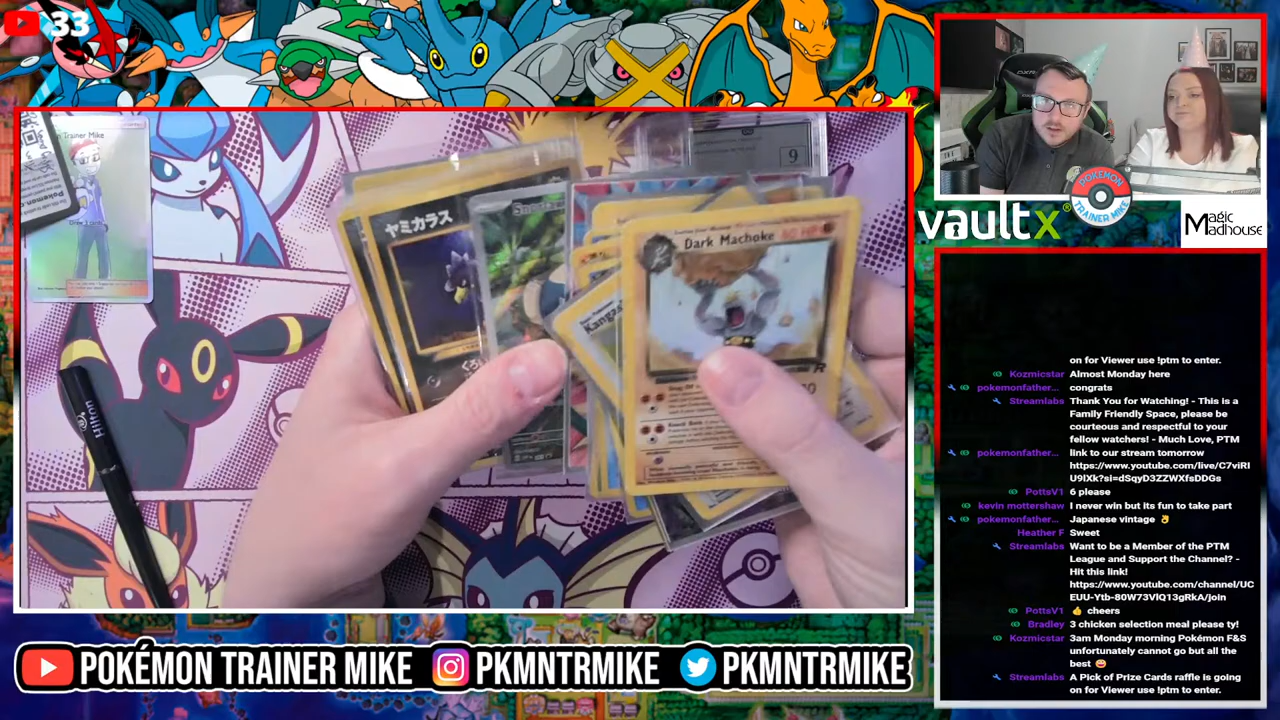 33
Trainer Mike
Pokémon.c
ヤミカラス
Dark Machoke
Kangas
9
Hilton
POKEMON
TRAINER MIKE
vaultx®
Magic
Madhouse
on for Viewer use !ptm to enter.
Kozmicstar Almost Monday here
pokemonfather... congrats
Streamlabs Thank You for Watching! - This is a
Family Friendly Space, please be
courteous and respectful to your
fellow watchers! - Much Love, PTM
pokemonfather... link to our stream tomorrow
https://www.youtube.com/live/C7viRI
U9IXk?si=dSqyD3ZZWXfsDDGs
PottsV1 6 please
kevin mottershaw I never win but its fun to take part
pokemonfather... Japanese vintage 👌
Heather F Sweet
Streamlabs Want to be a Member of the PTM
League and Support the Channel? -
Hit this link!
https://www.youtube.com/channel/UC
EUU-Ytb-80W73VlQ13gRkA/join
PottsV1 👍 cheers
Bradley 3 chicken selection meal please ty!
Kozmicstar 3am Monday morning Pokémon F&S
unfortunately cannot go but all the
best 😀
Streamlabs A Pick of Prize Cards raffle is going
on for Viewer use !ptm to enter.
POKÉMON TRAINER MIKE
PKMNTRMIKE
PKMNTRMIKE